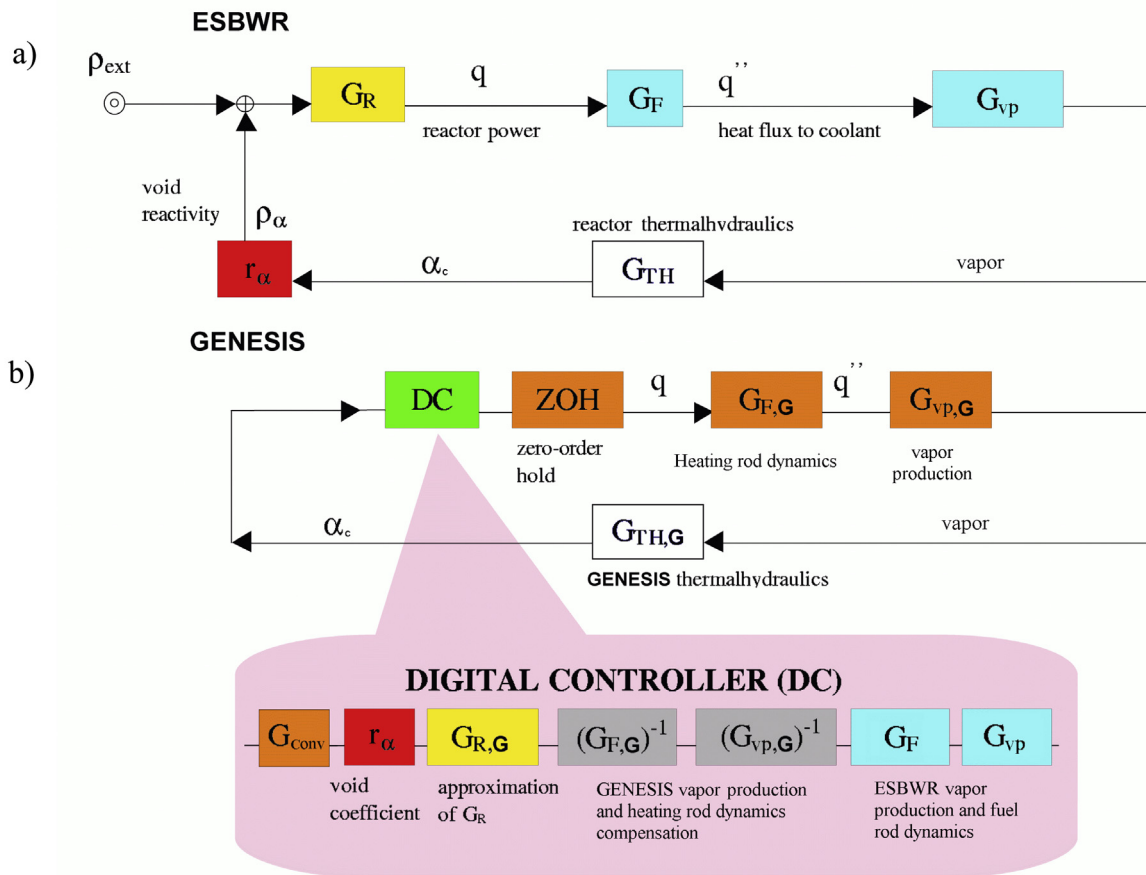 ESBWR
a)
ρext
GR
q
reactor power
GF
q’’
heat flux to coolant
Gvp
void
reactivity
ρα
rα
αc
reactor thermalhydraulics
GTH
vapor
GENESIS
b)
DC
ZOH
zero-order
hold
q
GF,G
Heating rod dynamics
q’’
Gvp,G
vapor
production
αc
GTH,G
GENESIS thermalhydraulics
vapor
DIGITAL CONTROLLER (DC)
GConv
rα
GR,G
(GF,G)-1
(Gvp,G)-1
GF
Gvp
void
coefficient
approximation
of GR
GENESIS vapor production
and heating rod dynamics
compensation
ESBWR vapor
production and fuel
rod dynamics